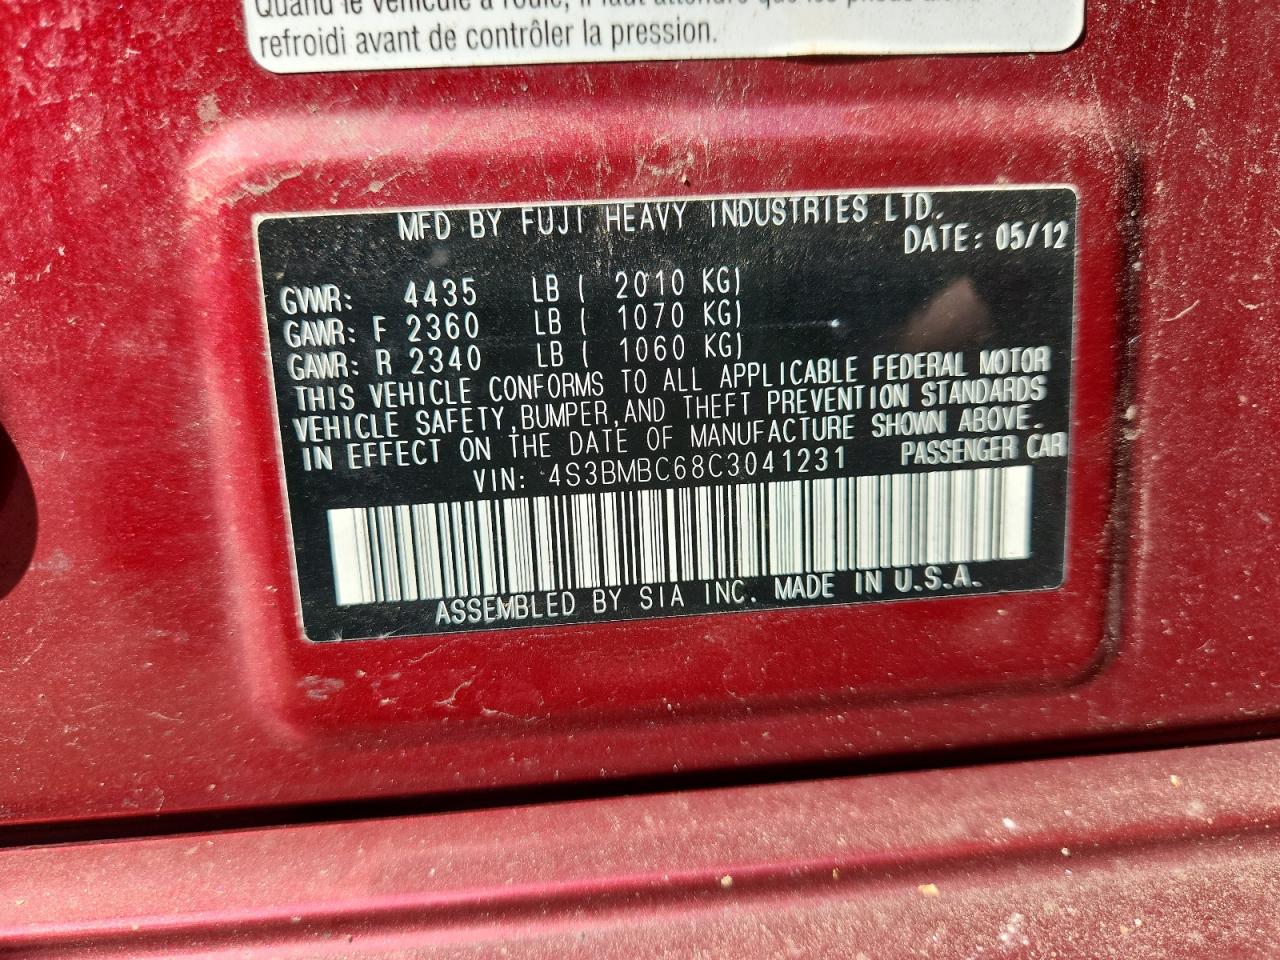 refroidi avant de contrôler la pression.
MFD BY FUJI HEAVY INDUSTRIES LTD.
DATE: 05/12
GVWR: 4435 LB ( 2010 KG)
GAWR: F 2360 LB ( 1070 KG)
GAWR: R 2340 LB ( 1060 KG)
THIS VEHICLE CONFORMS TO ALL APPLICABLE FEDERAL MOTOR
VEHICLE SAFETY, BUMPER, AND THEFT PREVENTION STANDARDS
IN EFFECT ON THE DATE OF MANUFACTURE SHOWN ABOVE.
VIN: 4S3BMBC68C3041231 PASSENGER CAR
ASSEMBLED BY SIA INC. MADE IN U.S.A.